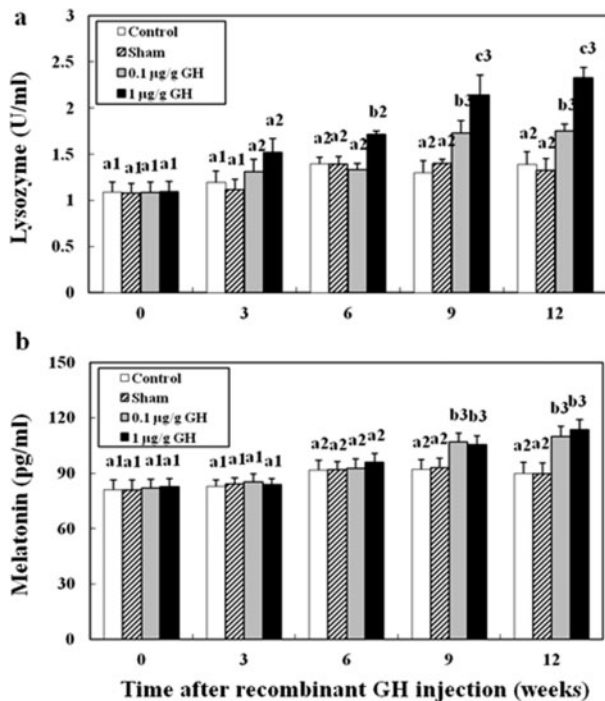 a
Lysozyme (U/ml)
3
2.5
2
1.5
1
0.5
0
Control
Sham
0.1 µg/g GH
1 µg/g GH
a1 a1 a1 a1
a1 a1 a2 a2
a2 a2 a2 b2
a2 a2 b3 c3
a2 a2 b3 c3
0 3 6 9 12
b
Melatonin (pg/ml)
150
120
90
60
30
0
Control
Sham
0.1 µg/g GH
1 µg/g GH
a1 a1 a1 a1
a1 a1 a1 a1
a2 a2 a2 a2
a2 a2 b3 b3
a2 a2 b3 b3
0 3 6 9 12
Time after recombinant GH injection (weeks)